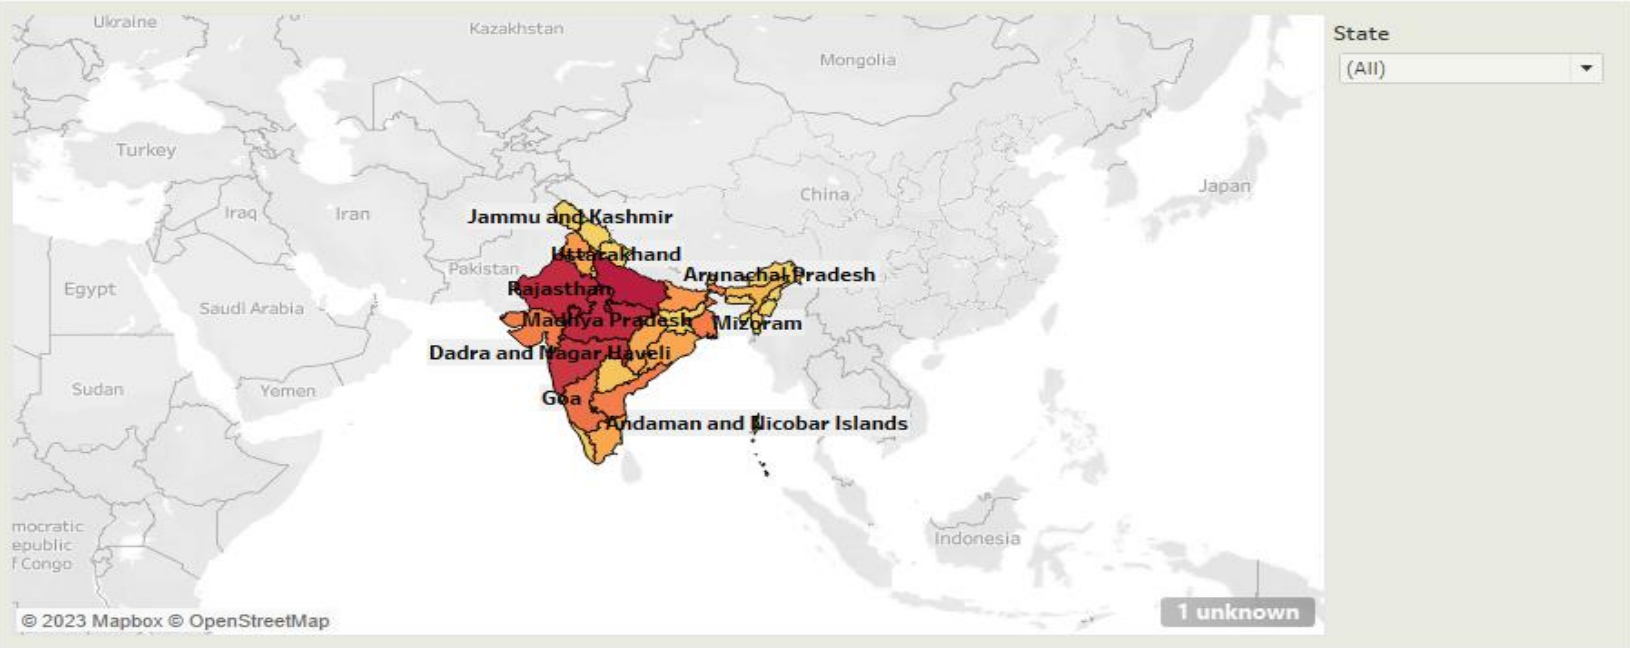 Ukraine
Kazakhstan
State
Mongolia
(All)
Turkey
China
Japan
Iraq
Iran
Jammu and Kashmir
Uttarakhand
Pakistan
Arunachal Pradesh
Egypt
Rajasthan
Saudi Arabia
Madhya Pradesh
Mizoram
Dadra and Nagar Haveli
Sudan
Yemen
Goa
Andaman and Nicobar Islands
mocratic
epublic
f Congo
Indonesia
1 unknown
© 2023 Mapbox © OpenStreetMap